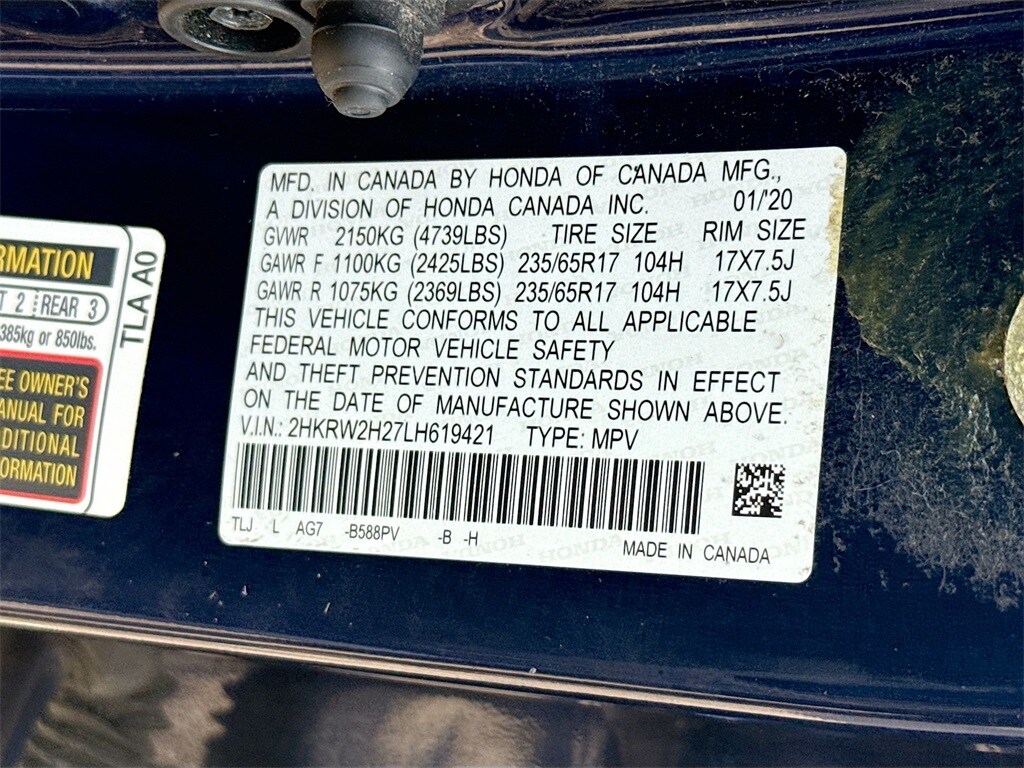 RMATION
T 2 REAR 3
385kg or 850lbs.
EE OWNER'S
ANUAL FOR
DDITIONAL
ORMATION
TLA A0
MFD. IN CANADA BY HONDA OF CANADA MFG.,
A DIVISION OF HONDA CANADA INC. 01/'20
GVWR 2150KG (4739LBS) TIRE SIZE RIM SIZE
GAWR F 1100KG (2425LBS) 235/65R17 104H 17X7.5J
GAWR R 1075KG (2369LBS) 235/65R17 104H 17X7.5J
THIS VEHICLE CONFORMS TO ALL APPLICABLE
FEDERAL MOTOR VEHICLE SAFETY
AND THEFT PREVENTION STANDARDS IN EFFECT
ON THE DATE OF MANUFACTURE SHOWN ABOVE.
V.I.N.: 2HKRW2H27LH619421 TYPE: MPV
TLJ L AG7 -B588PV -B -H
MADE IN CANADA